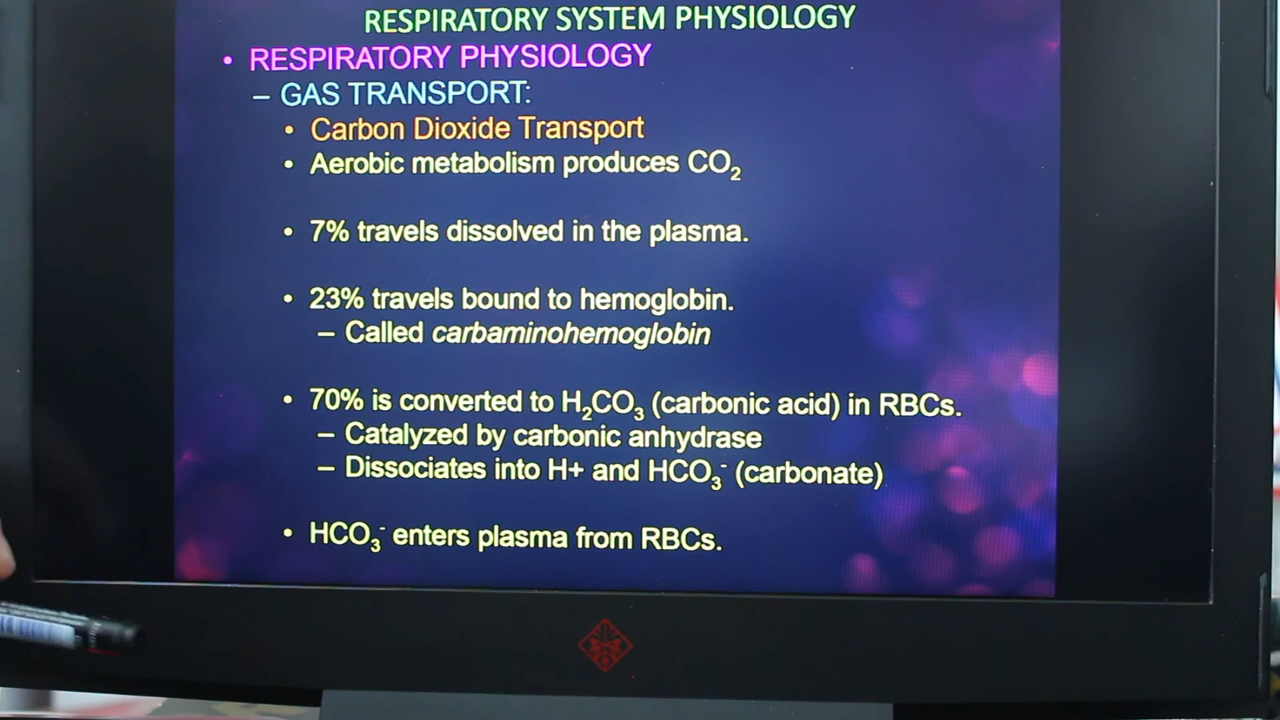 RESPIRATORY SYSTEM PHYSIOLOGY
• RESPIRATORY PHYSIOLOGY
– GAS TRANSPORT:
• Carbon Dioxide Transport
• Aerobic metabolism produces CO₂
• 7% travels dissolved in the plasma.
• 23% travels bound to hemoglobin.
– Called carbaminohemoglobin
• 70% is converted to H₂CO₃ (carbonic acid) in RBCs.
– Catalyzed by carbonic anhydrase
– Dissociates into H+ and HCO₃⁻ (carbonate)
• HCO₃⁻ enters plasma from RBCs.